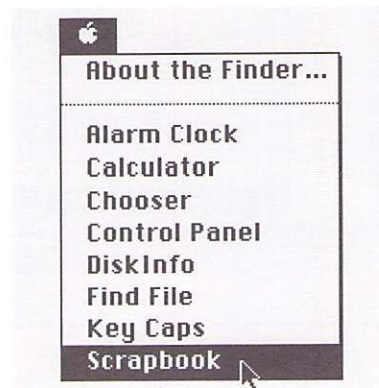 About the Finder...
Alarm Clock
Calculator
Chooser
Control Panel
DiskInfo
Find File
Key Caps
Scrapbook